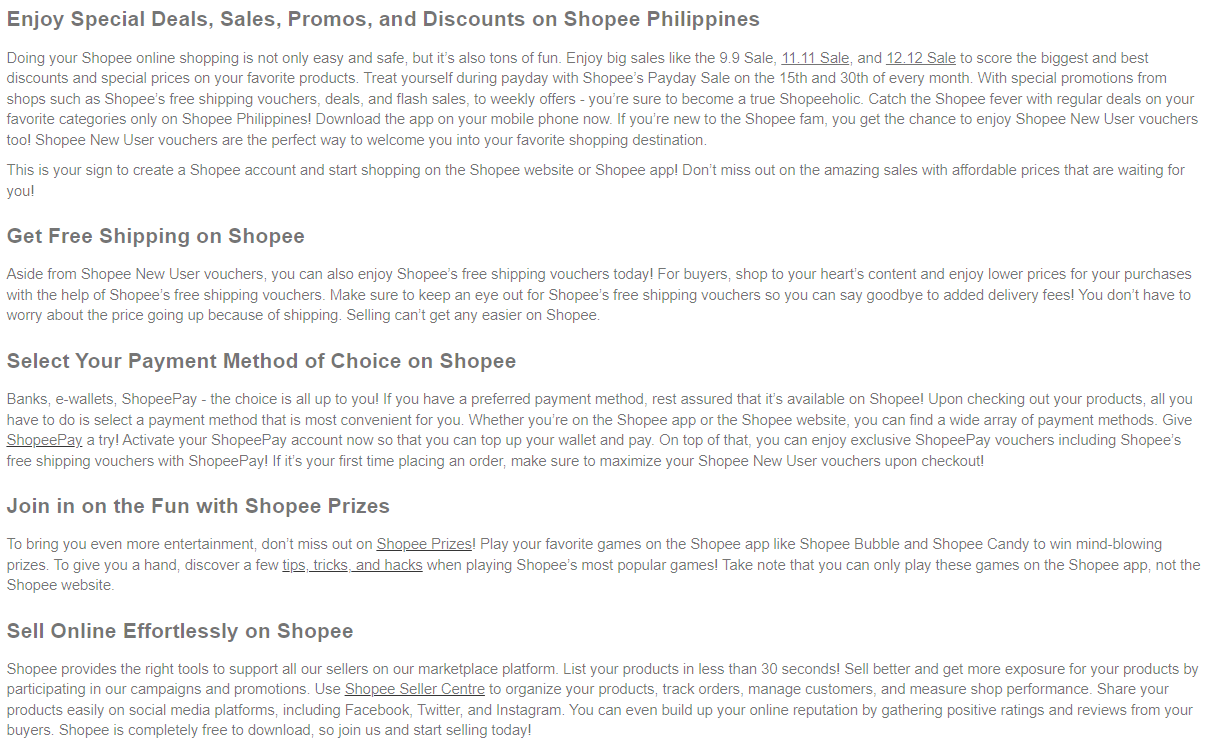 Enjoy Special Deals, Sales, Promos, and Discounts on Shopee Philippines
Doing your Shopee online shopping is not only easy and safe, but it’s also tons of fun. Enjoy big sales like the 9.9 Sale, 11.11 Sale, and 12.12 Sale to score the biggest and best
discounts and special prices on your favorite products. Treat yourself during payday with Shopee’s Payday Sale on the 15th and 30th of every month. With special promotions from
shops such as Shopee’s free shipping vouchers, deals, and flash sales, to weekly offers - you’re sure to become a true Shopeeholic. Catch the Shopee fever with regular deals on your
favorite categories only on Shopee Philippines! Download the app on your mobile phone now. If you’re new to the Shopee fam, you get the chance to enjoy Shopee New User vouchers
too! Shopee New User vouchers are the perfect way to welcome you into your favorite shopping destination.
This is your sign to create a Shopee account and start shopping on the Shopee website or Shopee app! Don’t miss out on the amazing sales with affordable prices that are waiting for
you!
Get Free Shipping on Shopee
Aside from Shopee New User vouchers, you can also enjoy Shopee’s free shipping vouchers today! For buyers, shop to your heart’s content and enjoy lower prices for your purchases
with the help of Shopee’s free shipping vouchers. Make sure to keep an eye out for Shopee’s free shipping vouchers so you can say goodbye to added delivery fees! You don’t have to
worry about the price going up because of shipping. Selling can’t get any easier on Shopee.
Select Your Payment Method of Choice on Shopee
Banks, e-wallets, ShopeePay - the choice is all up to you! If you have a preferred payment method, rest assured that it’s available on Shopee! Upon checking out your products, all you
have to do is select a payment method that is most convenient for you. Whether you’re on the Shopee app or the Shopee website, you can find a wide array of payment methods. Give
ShopeePay a try! Activate your ShopeePay account now so that you can top up your wallet and pay. On top of that, you can enjoy exclusive ShopeePay vouchers including Shopee’s
free shipping vouchers with ShopeePay! If it’s your first time placing an order, make sure to maximize your Shopee New User vouchers upon checkout!
Join in on the Fun with Shopee Prizes
To bring you even more entertainment, don’t miss out on Shopee Prizes! Play your favorite games on the Shopee app like Shopee Bubble and Shopee Candy to win mind-blowing
prizes. To give you a hand, discover a few tips, tricks, and hacks when playing Shopee’s most popular games! Take note that you can only play these games on the Shopee app, not the
Shopee website.
Sell Online Effortlessly on Shopee
Shopee provides the right tools to support all our sellers on our marketplace platform. List your products in less than 30 seconds! Sell better and get more exposure for your products by
participating in our campaigns and promotions. Use Shopee Seller Centre to organize your products, track orders, manage customers, and measure shop performance. Share your
products easily on social media platforms, including Facebook, Twitter, and Instagram. You can even build up your online reputation by gathering positive ratings and reviews from your
buyers. Shopee is completely free to download, so join us and start selling today!